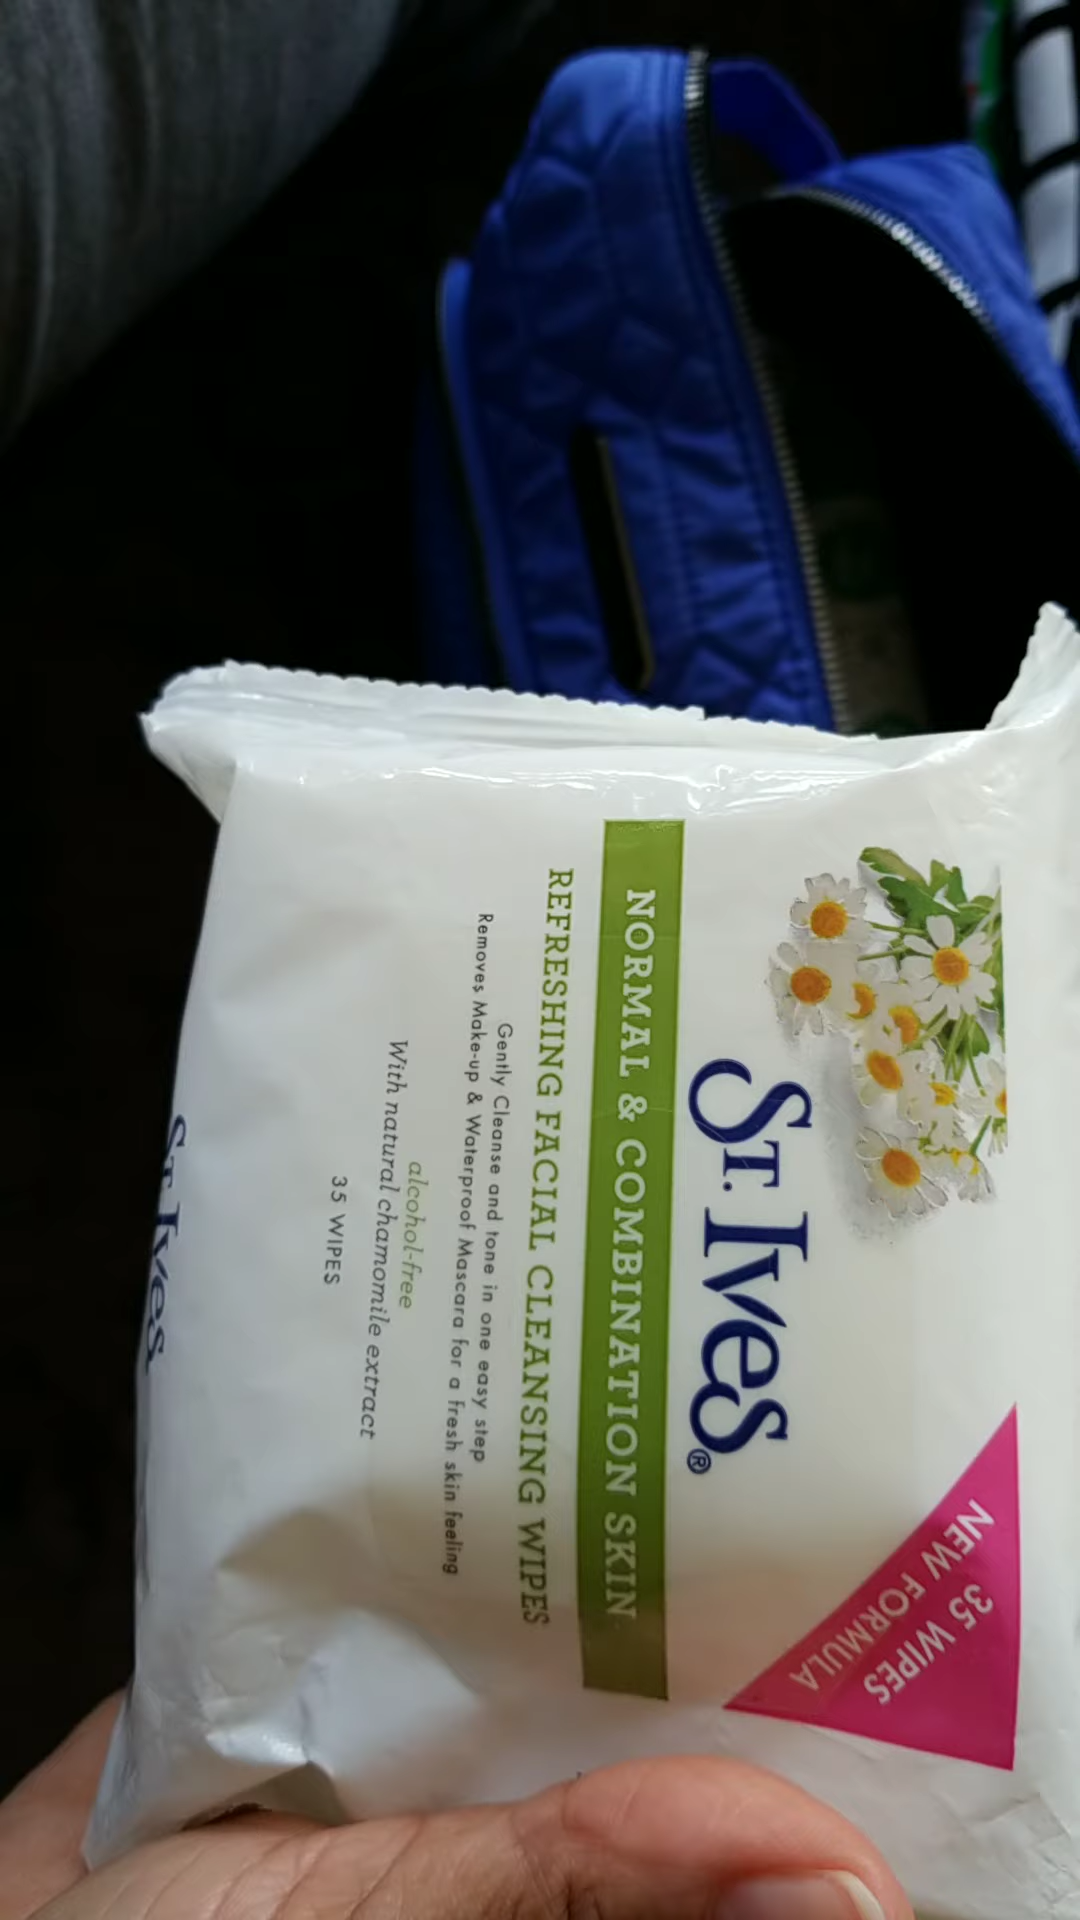 St. Ives®
35 WIPES
NEW FORMULA
NORMAL & COMBINATION SKIN
REFRESHING FACIAL CLEANSING WIPES
Gently Cleanse and tone in one easy step
Removes Make-up & Waterproof Mascara for a fresh skin feeling
alcohol-free
With natural chamomile extract
35 WIPES
St. Ives